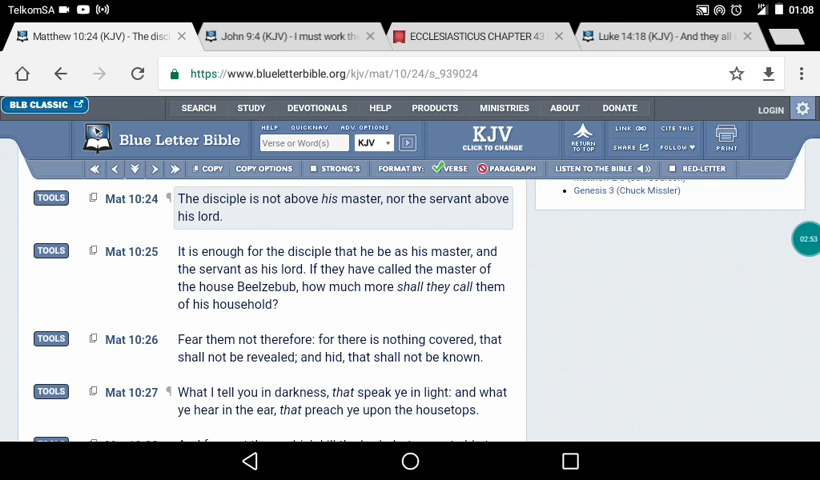 TelkomSA
01:08
Matthew 10:24 (KJV) - The disc
John 9:4 (KJV) - I must work the
ECCLESIASTICUS CHAPTER 43
Luke 14:18 (KJV) - And they all
https://www.blueletterbible.org/kjv/mat/10/24/s_939024
BLB CLASSIC
SEARCH STUDY DEVOTIONALS HELP PRODUCTS MINISTRIES ABOUT DONATE
LOGIN
Blue Letter Bible
HELP QUICKNAV ADV. OPTIONS
Verse or Word(s) KJV
KJV
CLICK TO CHANGE
RETURN
TO TOP
LINK CITE THIS
SHARE FOLLOW
PRINT
COPY COPY OPTIONS STRONG'S FORMAT BY: VERSE PARAGRAPH LISTEN TO THE BIBLE RED-LETTER
Genesis 3 (Chuck Missler)
02:53
TOOLS Mat 10:24 ¶ The disciple is not above his master, nor the servant above
his lord.
TOOLS Mat 10:25 It is enough for the disciple that he be as his master, and
the servant as his lord. If they have called the master of
the house Beelzebub, how much more shall they call them
of his household?
TOOLS Mat 10:26 Fear them not therefore: for there is nothing covered, that
shall not be revealed; and hid, that shall not be known.
TOOLS Mat 10:27 ¶ What I tell you in darkness, that speak ye in light: and what
ye hear in the ear, that preach ye upon the housetops.